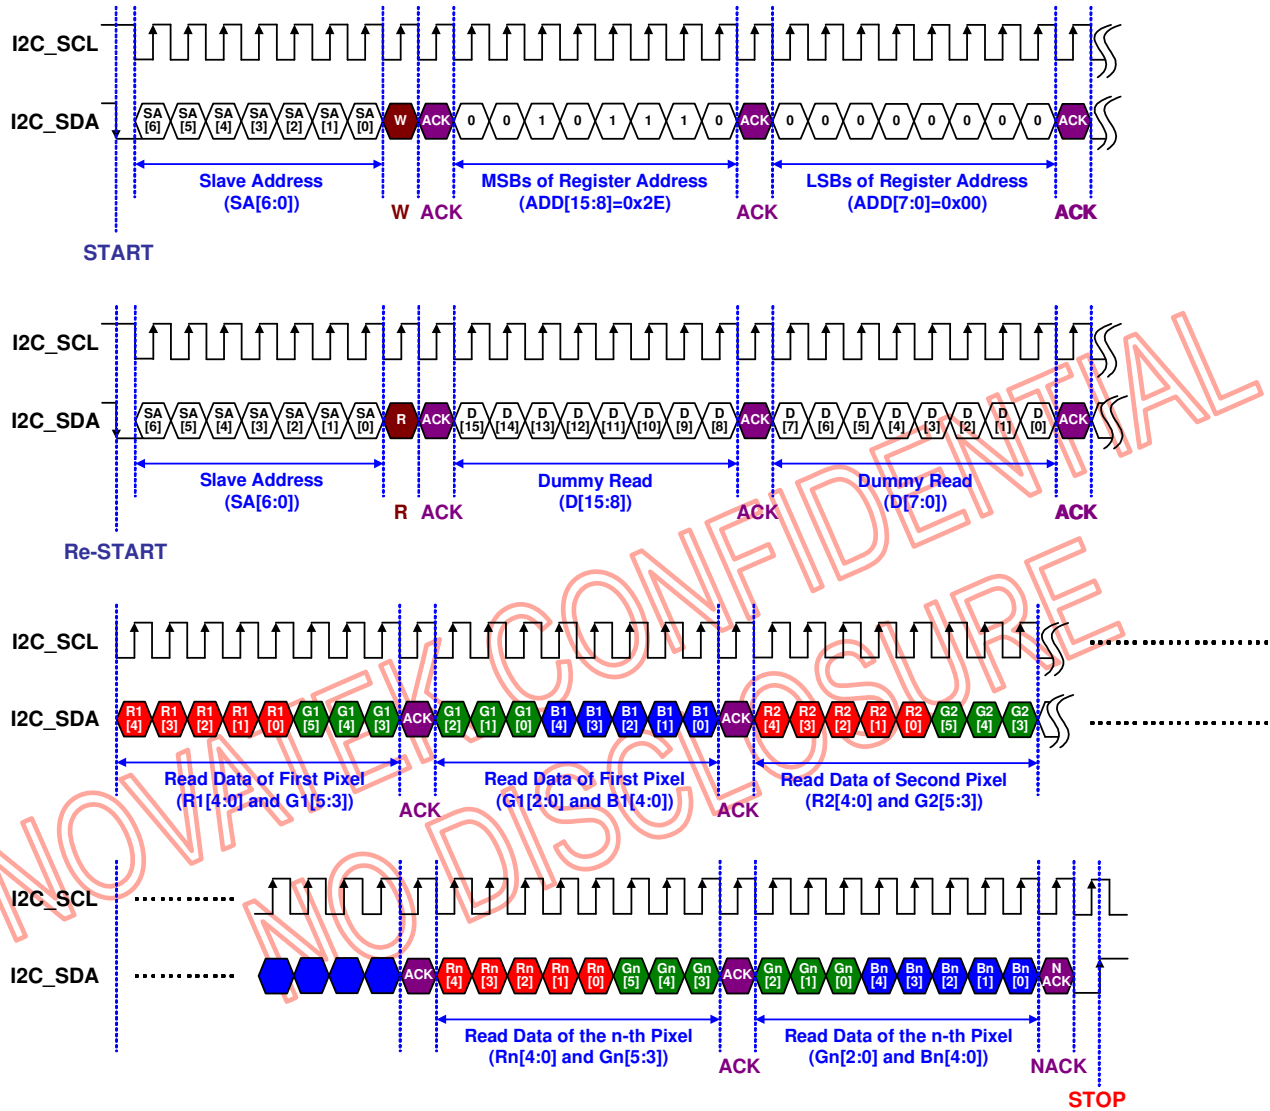 I2C_SCL
I2C_SDA
SA [6] SA [5] SA [4] SA [3] SA [2] SA [1] SA [0] W ACK 0 0 1 0 1 1 1 0 ACK 0 0 0 0 0 0 0 0 ACK
Slave Address (SA[6:0])
MSBs of Register Address (ADD[15:8]=0x2E)
LSBs of Register Address (ADD[7:0]=0x00)
W ACK ACK ACK
START
I2C_SCL
I2C_SDA
SA [6] SA [5] SA [4] SA [3] SA [2] SA [1] SA [0] R ACK D [15] D [14] D [13] D [12] D [11] D [10] D [9] D [8] ACK D [7] D [6] D [5] D [4] D [3] D [2] D [1] D [0] ACK
Slave Address (SA[6:0])
Dummy Read (D[15:8])
Dummy Read (D[7:0])
R ACK ACK ACK
Re-START
I2C_SCL
I2C_SDA
R1 [4] R1 [3] R1 [2] R1 [1] R1 [0] G1 [5] G1 [4] G1 [3] ACK G1 [2] G1 [1] G1 [0] B1 [4] B1 [3] B1 [2] B1 [1] B1 [0] ACK R2 [4] R2 [3] R2 [2] R2 [1] R2 [0] G2 [5] G2 [4] G2 [3]
Read Data of First Pixel (R1[4:0] and G1[5:3])
Read Data of First Pixel (G1[2:0] and B1[4:0])
Read Data of Second Pixel (R2[4:0] and G2[5:3])
ACK ACK
I2C_SCL
I2C_SDA
ACK Rn [4] Rn [3] Rn [2] Rn [1] Rn [0] Gn [5] Gn [4] Gn [3] ACK Gn [2] Gn [1] Gn [0] Bn [4] Bn [3] Bn [2] Bn [1] Bn [0] N ACK
Read Data of the n-th Pixel (Rn[4:0] and Gn[5:3])
Read Data of the n-th Pixel (Gn[2:0] and Bn[4:0])
ACK NACK
STOP
NOVATEK CONFIDENTIAL
NO DISCLOSURE